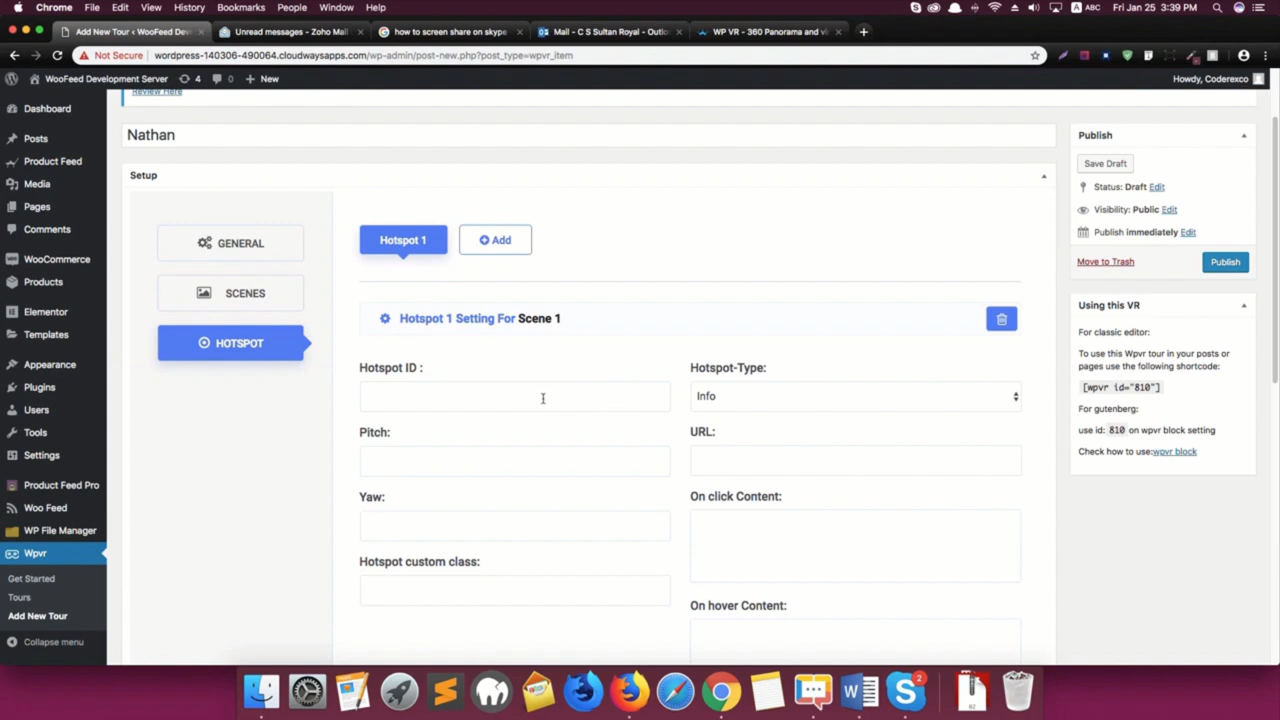 Chrome File Edit View History Bookmarks People Window Help ABC Fri Jan 25 3:39 PM
Add New Tour ‹ WooFeed Dev Unread messages - Zoho Mail how to screen share on skype Mail - C S Sultan Royal - Outlo WP VR - 360 Panorama and vi
Not Secure wordpress-140306-490064.cloudwaysapps.com/wp-admin/post-new.php?post_type=wpvr_item
WooFeed Development Server 4 0 New Howdy, Coderexco
Review Here
Dashboard
Posts
Product Feed
Media
Pages
Comments
WooCommerce
Products
Elementor
Templates
Appearance
Plugins
Users
Tools
Settings
Product Feed Pro
Woo Feed
WP File Manager
Wpvr
Get Started
Tours
Add New Tour
Collapse menu
Nathan
Setup
GENERAL
SCENES
HOTSPOT
Hotspot 1 Add
Hotspot 1 Setting For Scene 1
Hotspot ID :
Pitch:
Yaw:
Hotspot custom class:
Hotspot-Type:
Info
URL:
On click Content:
On hover Content:
Publish
Save Draft
Status: Draft Edit
Visibility: Public Edit
Publish immediately Edit
Move to Trash Publish
Using this VR
For classic editor:
To use this Wpvr tour in your posts
or pages use the following shortcode:
[wpvr id="810"]
For gutenberg:
use id: 810 on wpvr block setting
Check how to use:wpvr block
2